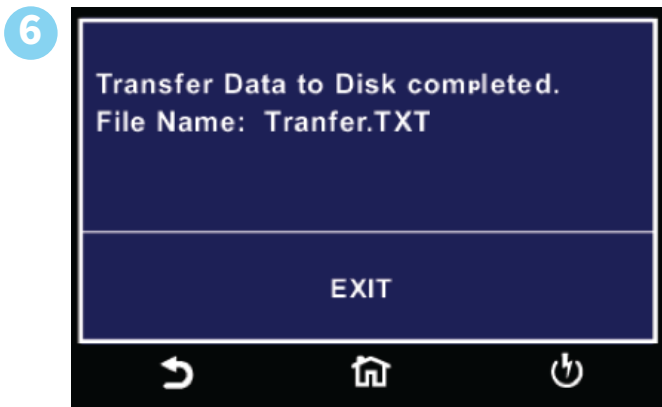 6
Transfer Data to Disk completed.
File Name: Tranfer.TXT
EXIT